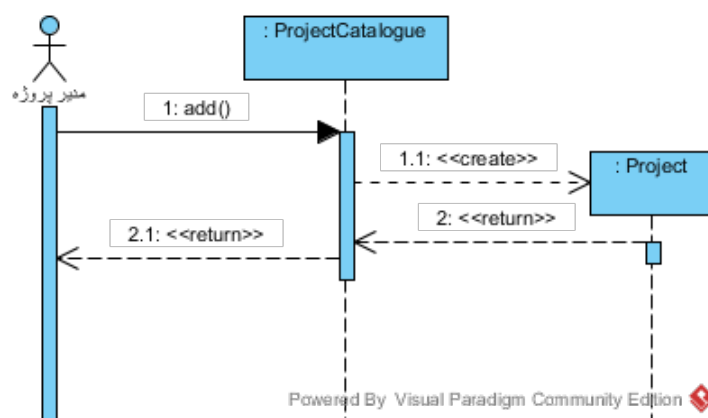 : ProjectCatalogue
مدیر پروژه
1: add()
1.1: <<create>>
: Project
2: <<return>>
2.1: <<return>>
Powered By Visual Paradigm Community Edition